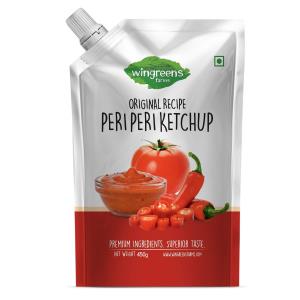 wingreens
farms
ORIGINAL RECIPE
PERI PERI KETCHUP
PREMIUM INGREDIENTS. SUPERIOR TASTE.
NET WEIGHT 450g WWW.WINGREENSFARMS.COM